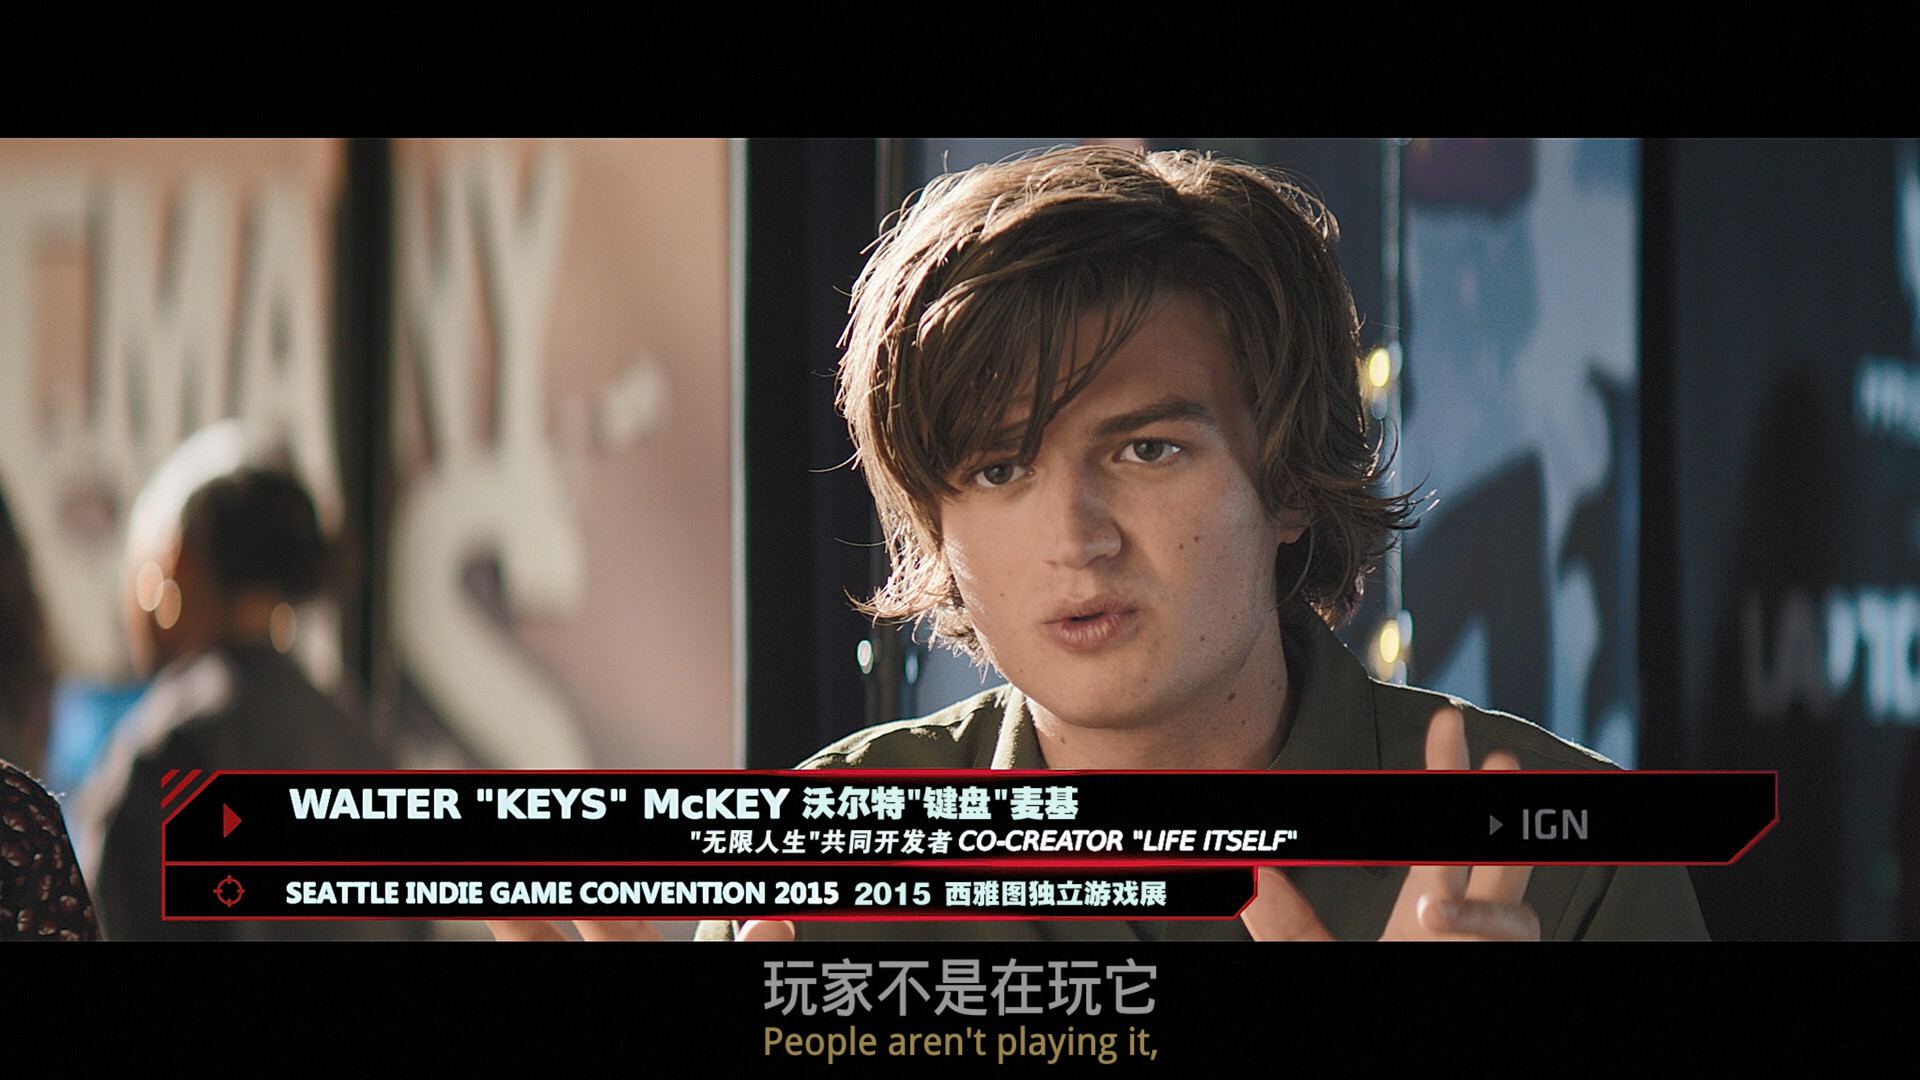 WALTER "KEYS" McKEY 沃尔特"键盘"麦基
"无限人生"共同开发者 CO-CREATOR "LIFE ITSELF"
IGN
SEATTLE INDIE GAME CONVENTION 2015 2015 西雅图独立游戏展
玩家不是在玩它
People aren't playing it,